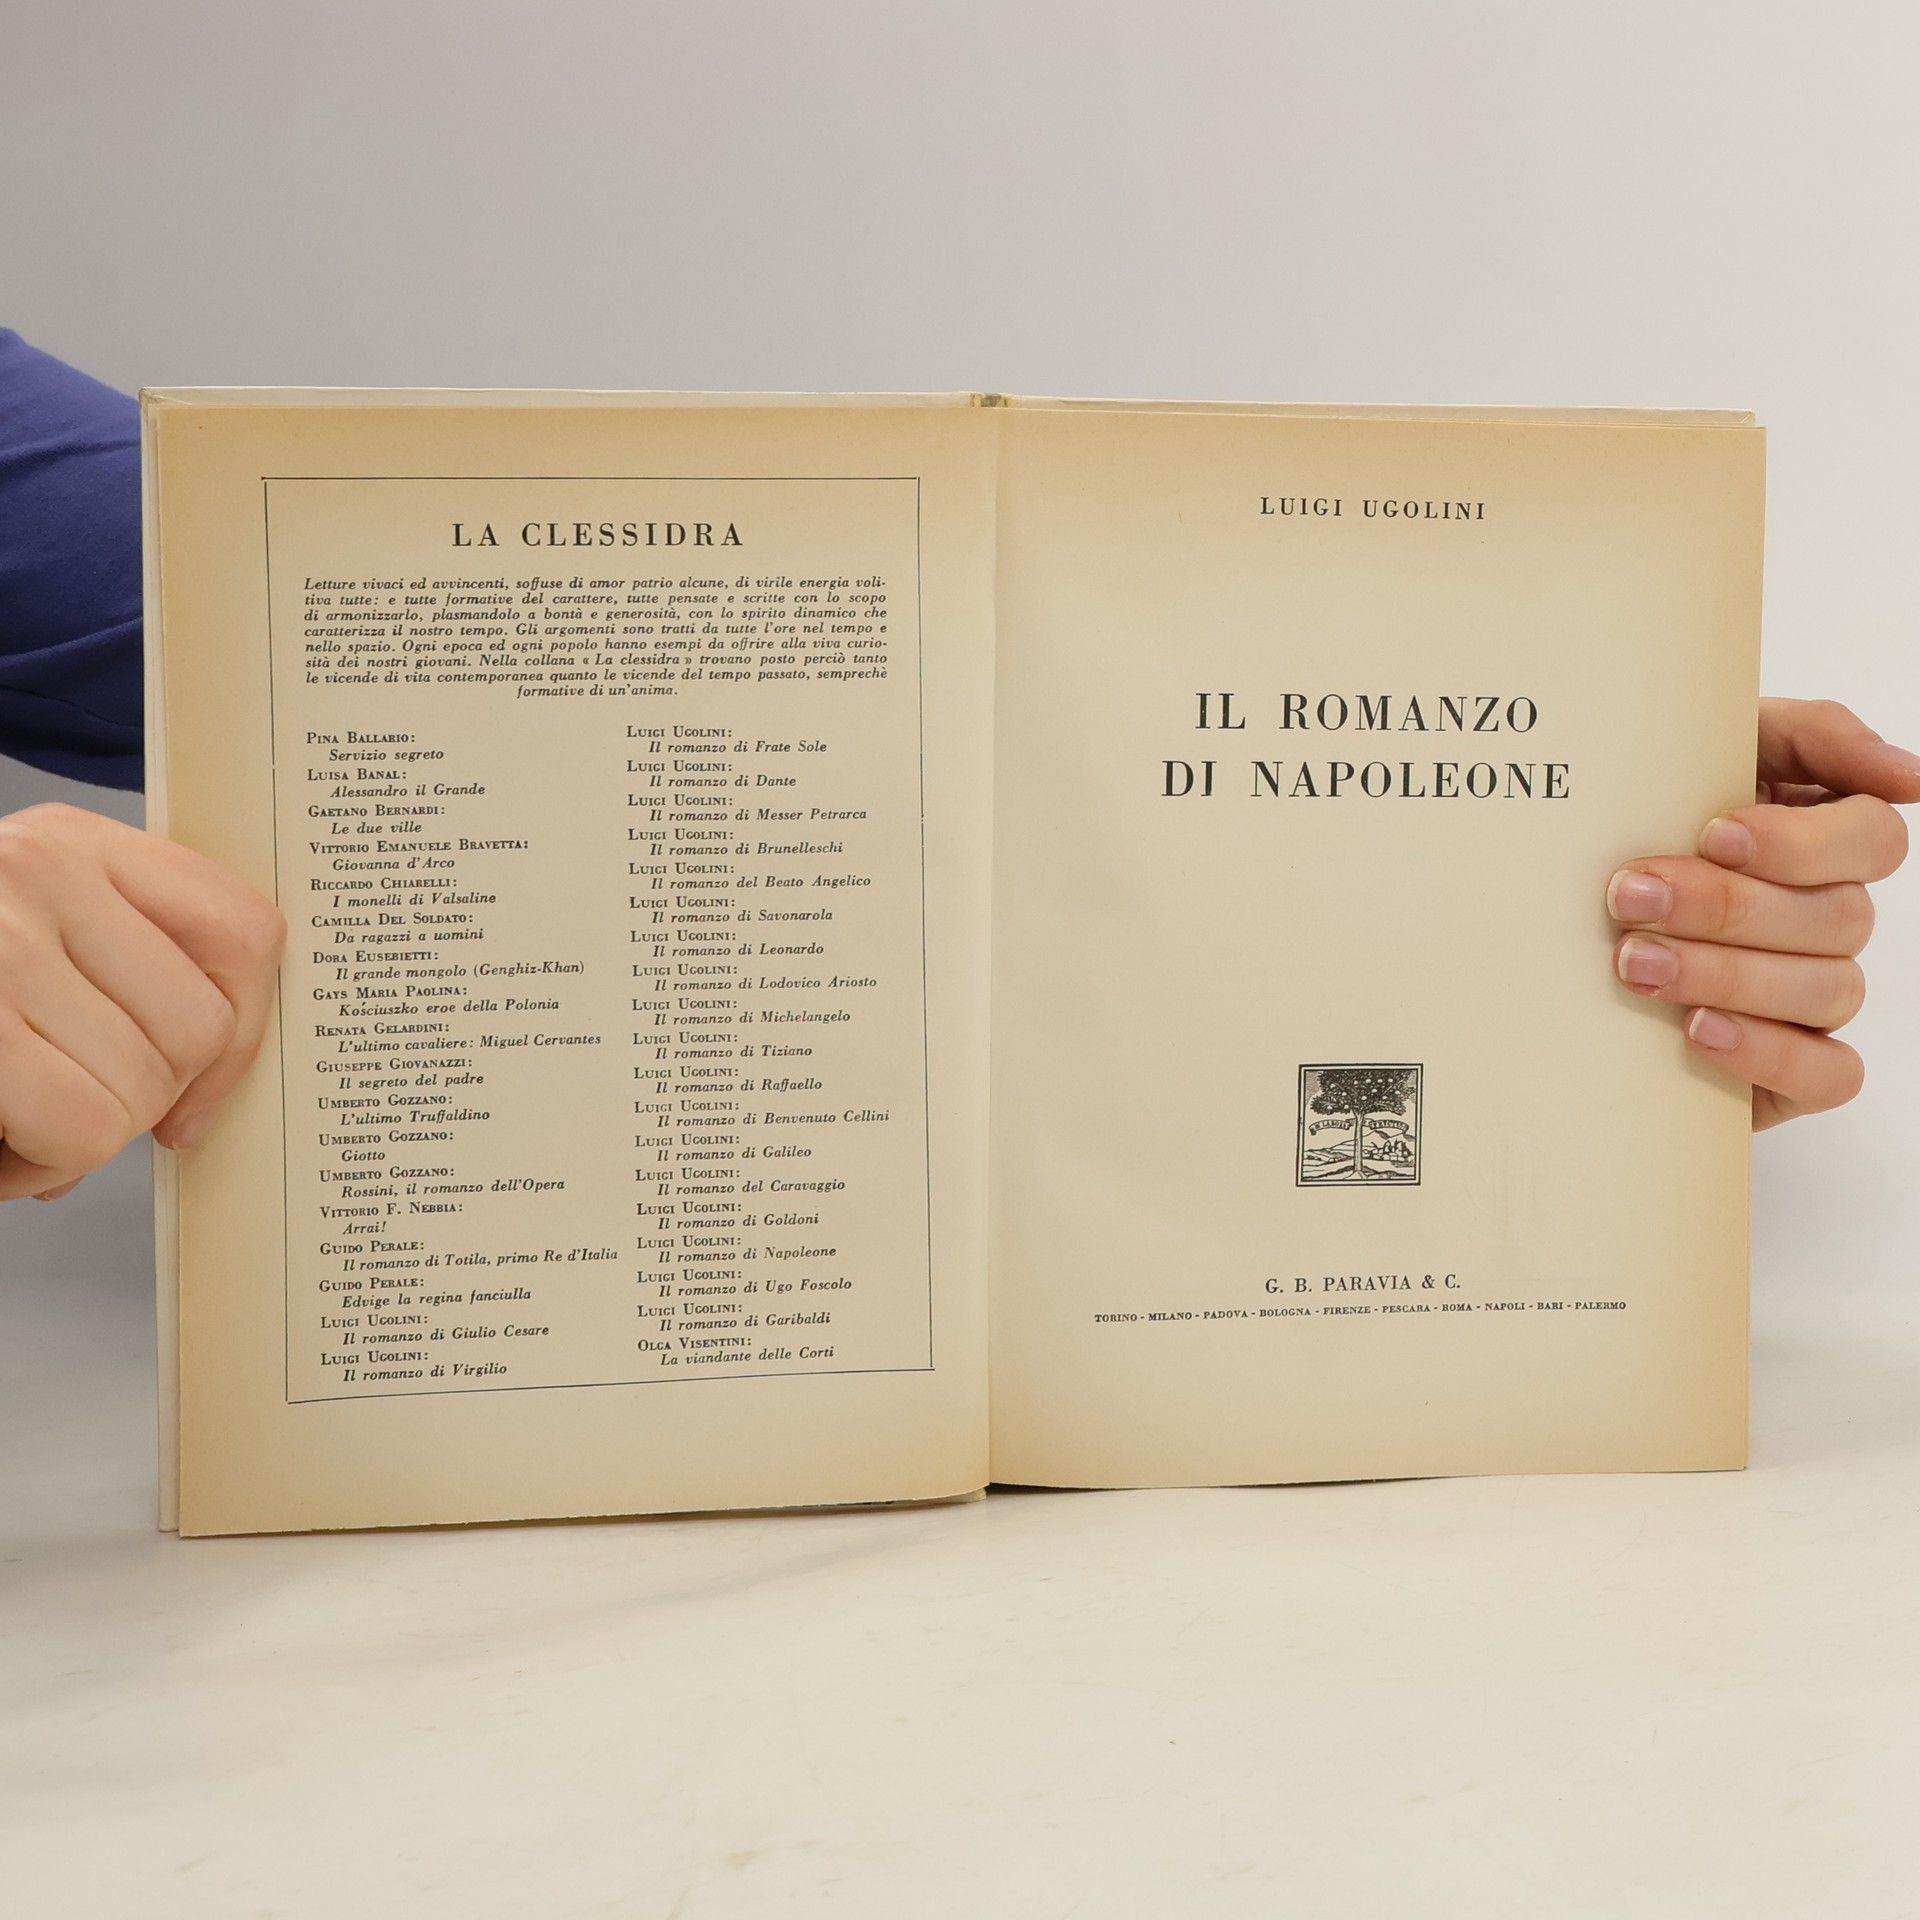 LA CLESSIDRA
Letture vivaci ed avvincenti, soffuse di amor patrio alcune, di virile energia voli-
tiva tutte: e tutte formative del carattere, tutte pensate e scritte con lo scopo
di armonizzarlo, plasmandolo a bontà e generosità, con lo spirito dinamico che
caratterizza il nostro tempo. Gli argomenti sono tratti da tutte l'ore nel tempo e
nello spazio. Ogni epoca ed ogni popolo hanno esempi da offrire alla viva curio-
sità dei nostri giovani. Nella collana « La clessidra » trovano posto perciò tanto
le vicende di vita contemporanea quanto le vicende del tempo passato, sempreché
formative di un'anima.
PINA BALLARIO:
Servizio segreto
LUISA BANAL:
Alessandro il Grande
GAETANO BERNARDI:
Le due ville
VITTORIO EMANUELE BRAVETTA:
Giovanna d'Arco
RICCARDO CHIARELLI:
I monelli di Valsaline
CAMILLA DEL SOLDATO:
Da ragazzi a uomini
DORA EUSEBIETTI:
Il grande mongolo (Genghiz-Khan)
GAYS MARIA PAOLINA:
Kościuszko eroe della Polonia
RENATA GELARDINI:
L'ultimo cavaliere: Miguel Cervantes
GIUSEPPE GIOVANAZZI:
Il segreto del padre
UMBERTO GOZZANO:
L'ultimo Truffaldino
UMBERTO GOZZANO:
Giotto
UMBERTO GOZZANO:
Rossini, il romanzo dell'Opera
VITTORIO F. NEBBIA:
Arrai!
GUIDO PERALE:
Il romanzo di Totila, primo Re d'Italia
GUIDO PERALE:
Edvige la regina fanciulla
LUIGI UGOLINI:
Il romanzo di Giulio Cesare
LUIGI UGOLINI:
Il romanzo di Virgilio
LUIGI UGOLINI:
Il romanzo di Frate Sole
LUIGI UGOLINI:
Il romanzo di Dante
LUIGI UGOLINI:
Il romanzo di Messer Petrarca
LUIGI UGOLINI:
Il romanzo di Brunelleschi
LUIGI UGOLINI:
Il romanzo del Beato Angelico
LUIGI UGOLINI:
Il romanzo di Savonarola
LUIGI UGOLINI:
Il romanzo di Leonardo
LUIGI UGOLINI:
Il romanzo di Lodovico Ariosto
LUIGI UGOLINI:
Il romanzo di Michelangelo
LUIGI UGOLINI:
Il romanzo di Tiziano
LUIGI UGOLINI:
Il romanzo di Raffaello
LUIGI UGOLINI:
Il romanzo di Benvenuto Cellini
LUIGI UGOLINI:
Il romanzo di Galileo
LUIGI UGOLINI:
Il romanzo del Caravaggio
LUIGI UGOLINI:
Il romanzo di Goldoni
LUIGI UGOLINI:
Il romanzo di Napoleone
LUIGI UGOLINI:
Il romanzo di Ugo Foscolo
LUIGI UGOLINI:
Il romanzo di Garibaldi
OLGA VISENTINI:
La viandante delle Corti
LUIGI UGOLINI
IL ROMANZO
DI NAPOLEONE
G. B. PARAVIA & C.
TORINO - MILANO - PADOVA - BOLOGNA - FIRENZE - PESCARA - ROMA - NAPOLI - BARI - PALERMO